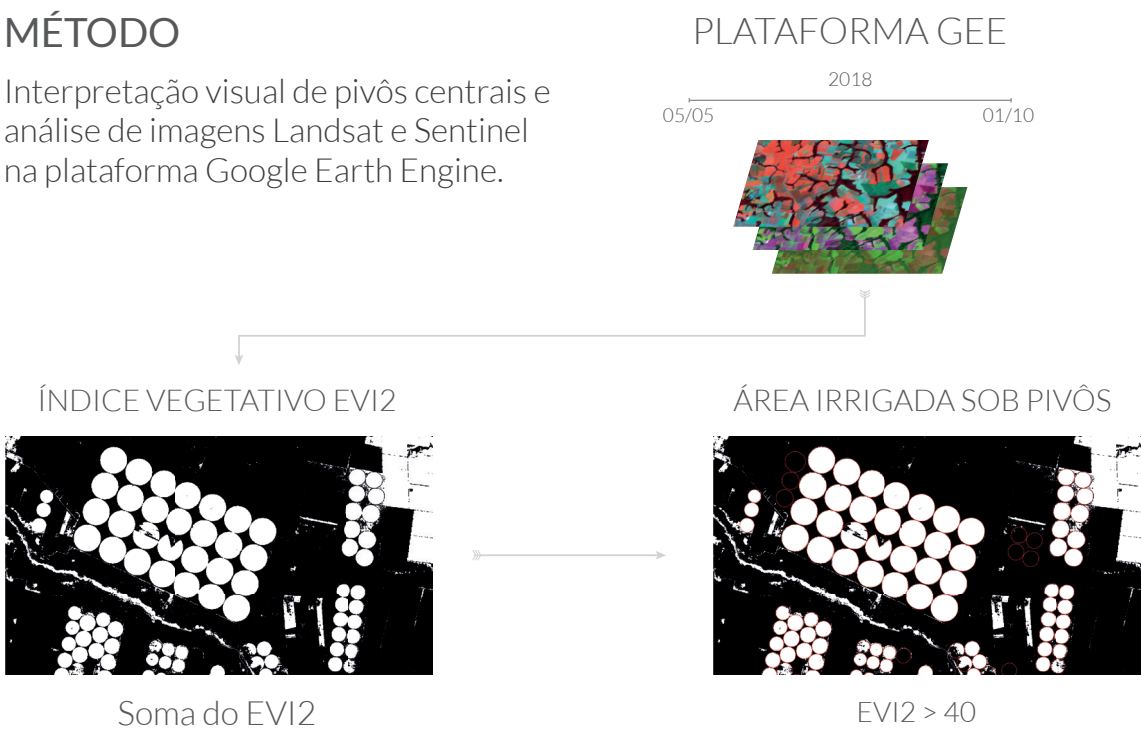 MÉTODO
Interpretação visual de pivôs centrais e
análise de imagens Landsat e Sentinel
na plataforma Google Earth Engine.
PLATAFORMA GEE
2018
05/05 01/10
ÍNDICE VEGETATIVO EVI2
Soma do EVI2
ÁREA IRRIGADA SOB PIVÔS
EVI2 > 40